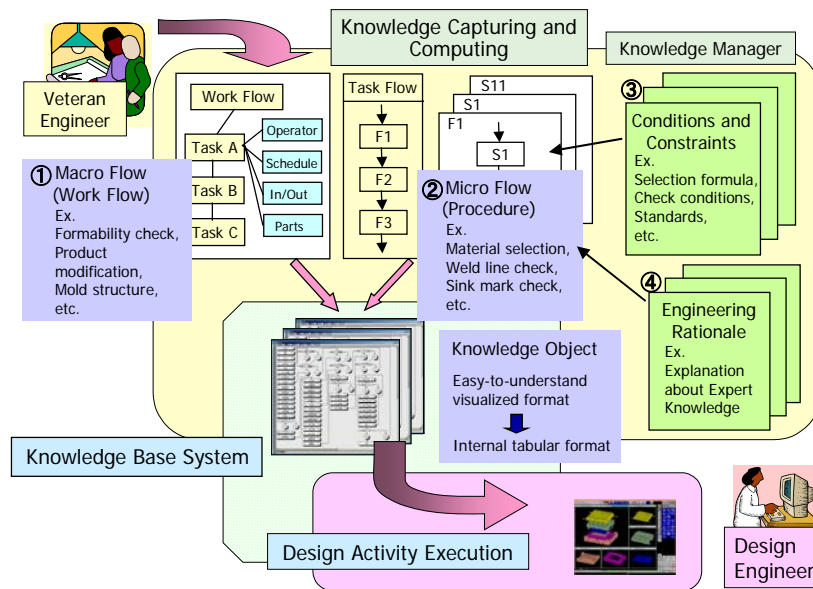 Knowledge Capturing and
Computing
Knowledge Manager
Veteran
Engineer
Work Flow
Task A
Task B
Task C
Operator
Schedule
In/Out
Parts
Task Flow
F1
F2
F3
S11
S1
F1
S1
① Macro Flow
(Work Flow)
Ex.
Formability check,
Product
modification,
Mold structure,
etc.
② Micro Flow
(Procedure)
Ex.
Material selection,
Weld line check,
Sink mark check,
etc.
③
Conditions and
Constraints
Ex.
Selection formula,
Check conditions,
Standards,
etc.
④
Engineering
Rationale
Ex.
Explanation
about Expert
Knowledge
Knowledge Object
Easy-to-understand
visualized format
Internal tabular format
Knowledge Base System
Design Activity Execution
Design
Engineer